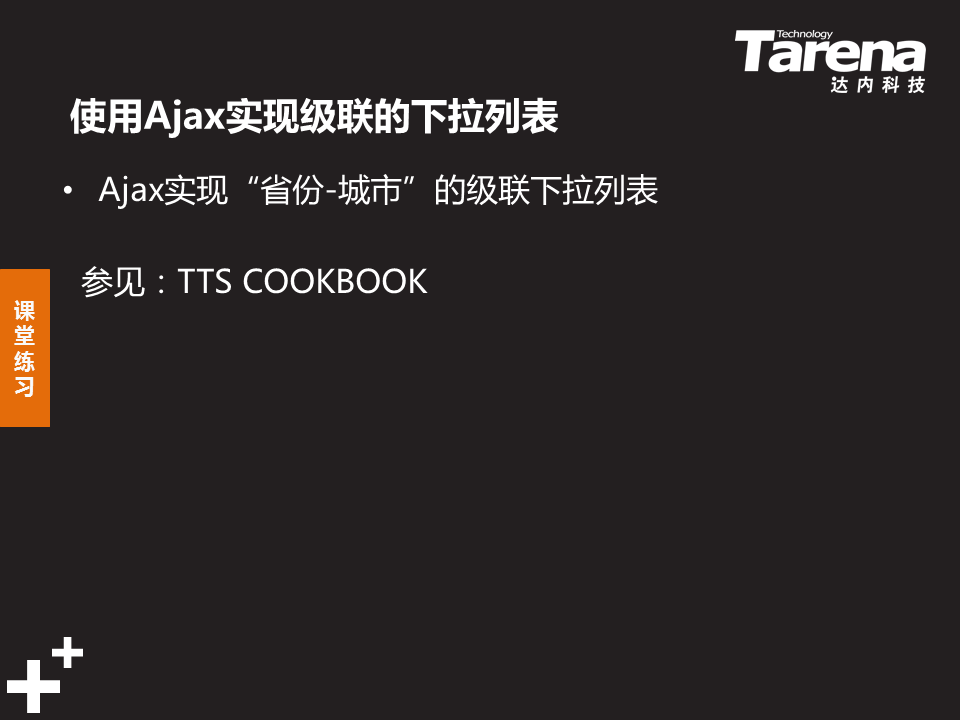 Technology
Tarena
达内科技
使用Ajax实现级联的下拉列表
• Ajax实现“省份-城市”的级联下拉列表
参见：TTS COOKBOOK
课
堂
练
习